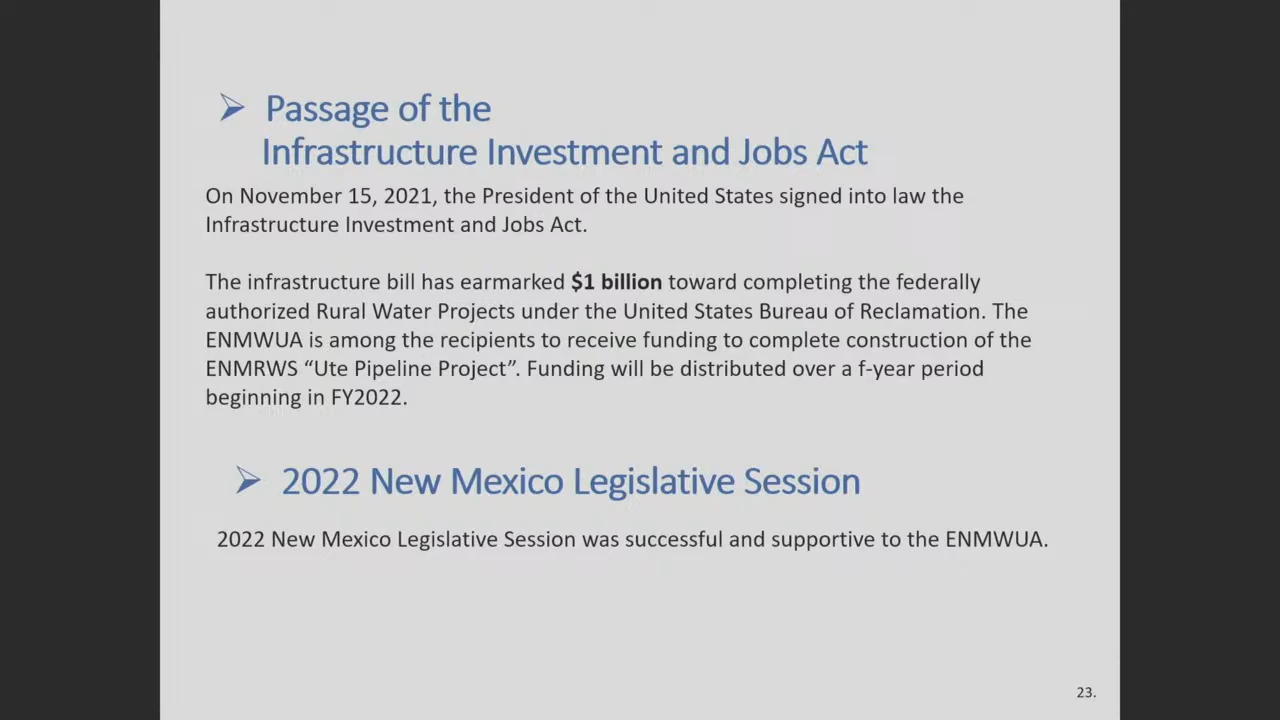 ➢ Passage of the
Infrastructure Investment and Jobs Act
On November 15, 2021, the President of the United States signed into law the
Infrastructure Investment and Jobs Act.
The infrastructure bill has earmarked $1 billion toward completing the federally
authorized Rural Water Projects under the United States Bureau of Reclamation. The
ENMWUA is among the recipients to receive funding to complete construction of the
ENMRWS “Ute Pipeline Project”. Funding will be distributed over a f-year period
beginning in FY2022.
➢ 2022 New Mexico Legislative Session
2022 New Mexico Legislative Session was successful and supportive to the ENMWUA.
23.